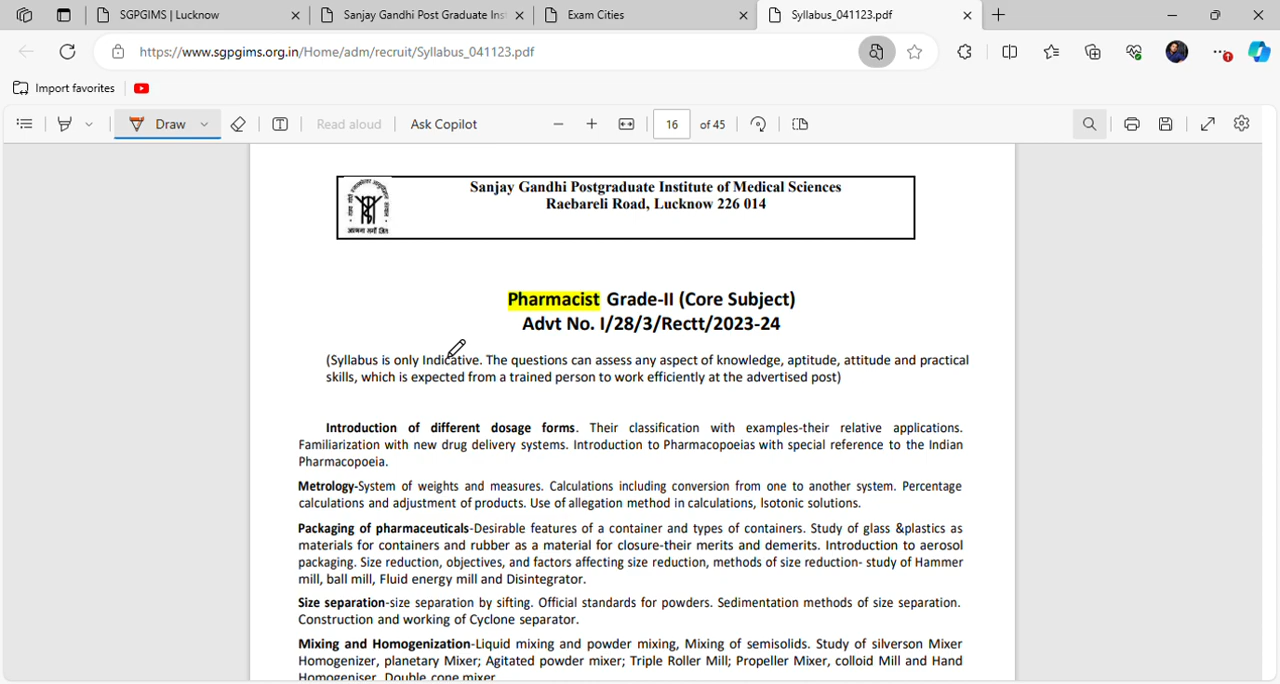 SGPGIMS | Lucknow
Sanjay Gandhi Post Graduate Ins
Exam Cities
Syllabus_041123.pdf
https://www.sgpgims.org.in/Home/adm/recruit/Syllabus_041123.pdf
Import favorites
Draw
Read aloud
Ask Copilot
16 of 45
Sanjay Gandhi Postgraduate Institute of Medical Sciences
Raebareli Road, Lucknow 226 014
Pharmacist Grade-II (Core Subject)
Advt No. I/28/3/Rectt/2023-24
(Syllabus is only Indicative. The questions can assess any aspect of knowledge, aptitude, attitude and practical
skills, which is expected from a trained person to work efficiently at the advertised post)
Introduction of different dosage forms. Their classification with examples-their relative applications.
Familiarization with new drug delivery systems. Introduction to Pharmacopoeias with special reference to the Indian
Pharmacopoeia.
Metrology-System of weights and measures. Calculations including conversion from one to another system. Percentage
calculations and adjustment of products. Use of allegation method in calculations, Isotonic solutions.
Packaging of pharmaceuticals-Desirable features of a container and types of containers. Study of glass &plastics as
materials for containers and rubber as a material for closure-their merits and demerits. Introduction to aerosol
packaging. Size reduction, objectives, and factors affecting size reduction, methods of size reduction- study of Hammer
mill, ball mill, Fluid energy mill and Disintegrator.
Size separation-size separation by sifting. Official standards for powders. Sedimentation methods of size separation.
Construction and working of Cyclone separator.
Mixing and Homogenization-Liquid mixing and powder mixing, Mixing of semisolids. Study of silverson Mixer
Homogenizer, planetary Mixer; Agitated powder mixer; Triple Roller Mill; Propeller Mixer, colloid Mill and Hand
Homogeniser. Double cone mixer